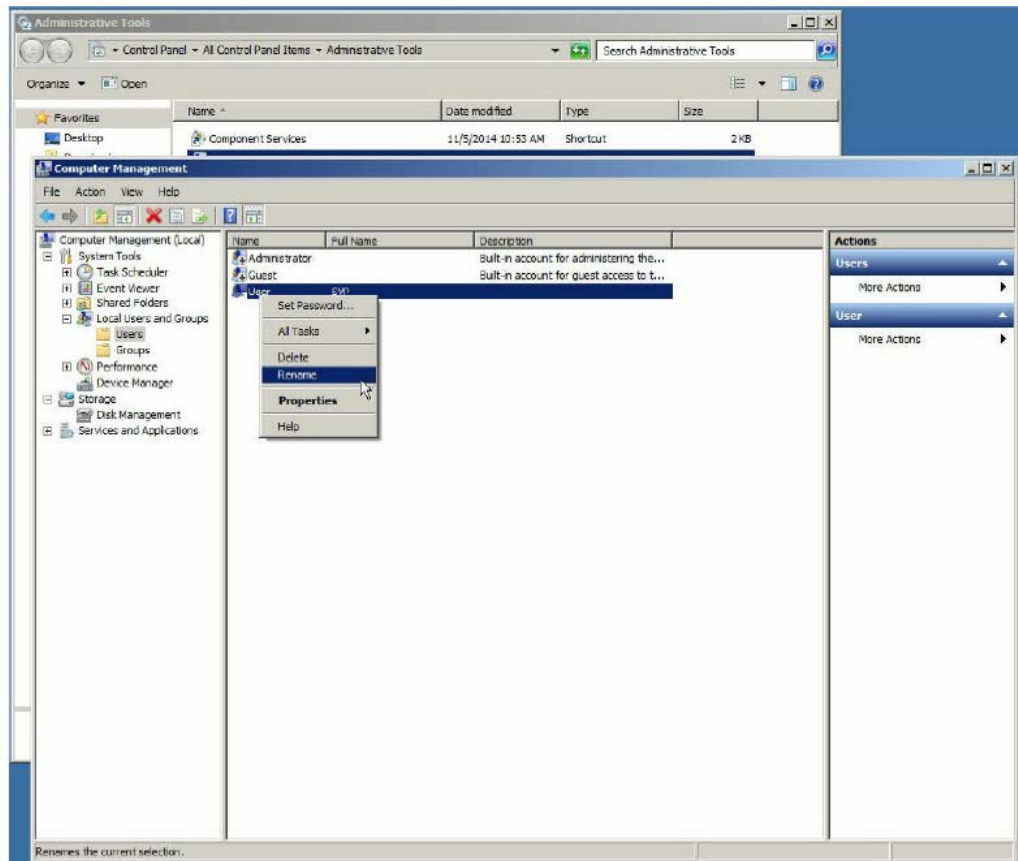 Administrative Tools
Control Panel All Control Panel Items Administrative Tools
Search Administrative Tools
Organize Open
Favorites
Name Date modified Type Size
Desktop
Component Services 11/5/2014 10:53 AM Shortcut 2 KB
Computer Management
File Action View Help
Computer Management (Local)
System Tools
Task Scheduler
Event Viewer
Shared Folders
Local Users and Groups
Users
Groups
Performance
Device Manager
Storage
Disk Management
Services and Applications
Name Full Name Description
Administrator Built-in account for administering the...
Guest Built-in account for guest access to t...
User
Set Password...
All Tasks
Delete
Rename
Properties
Help
Actions
Users
More Actions
User
More Actions
Renames the current selection.